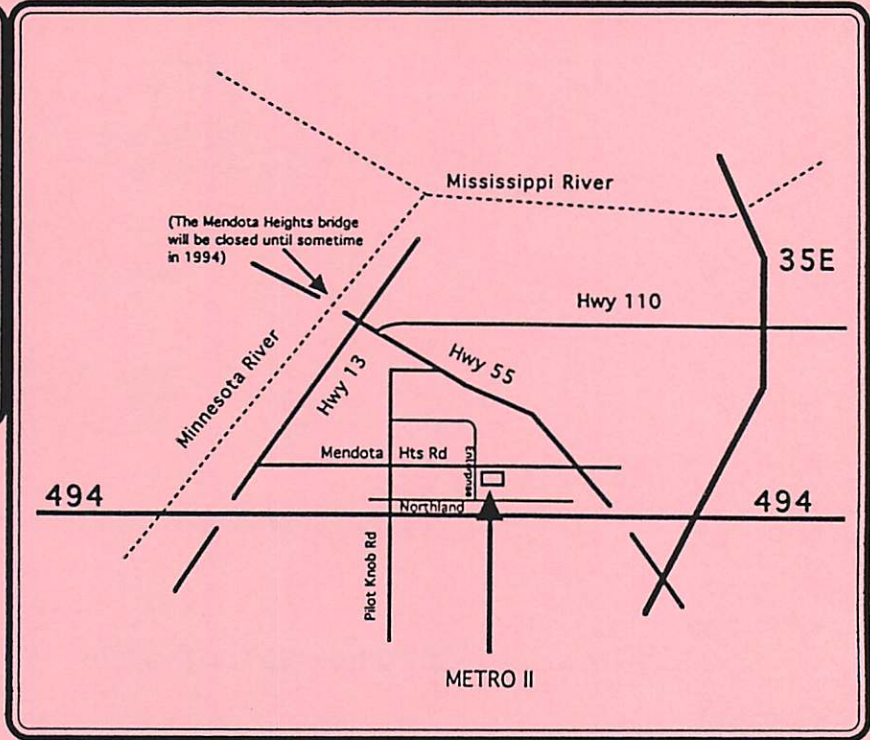 Mississippi River
(The Mendota Heights bridge
will be closed until sometime
in 1994)
35E
Hwy 110
Minnesota River
Hwy 13
Hwy 55
Mendota Hts Rd
Enterprise
494
Northland
494
Pilot Knob Rd
METRO II